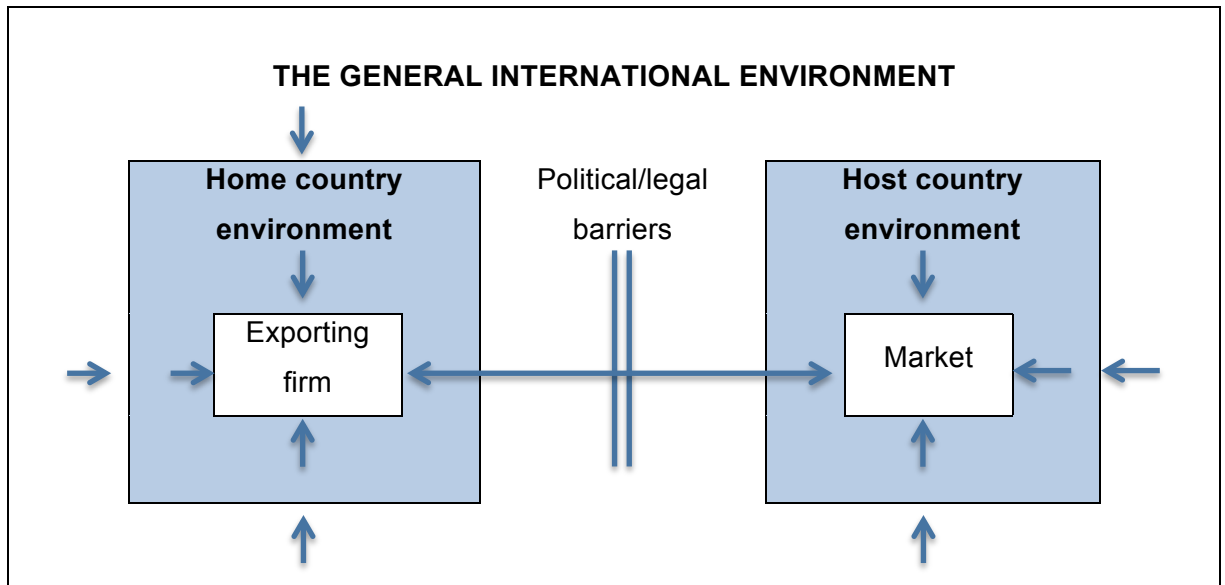 THE GENERAL INTERNATIONAL ENVIRONMENT
Home country
environment
Political/legal
barriers
Host country
environment
Exporting
firm
Market